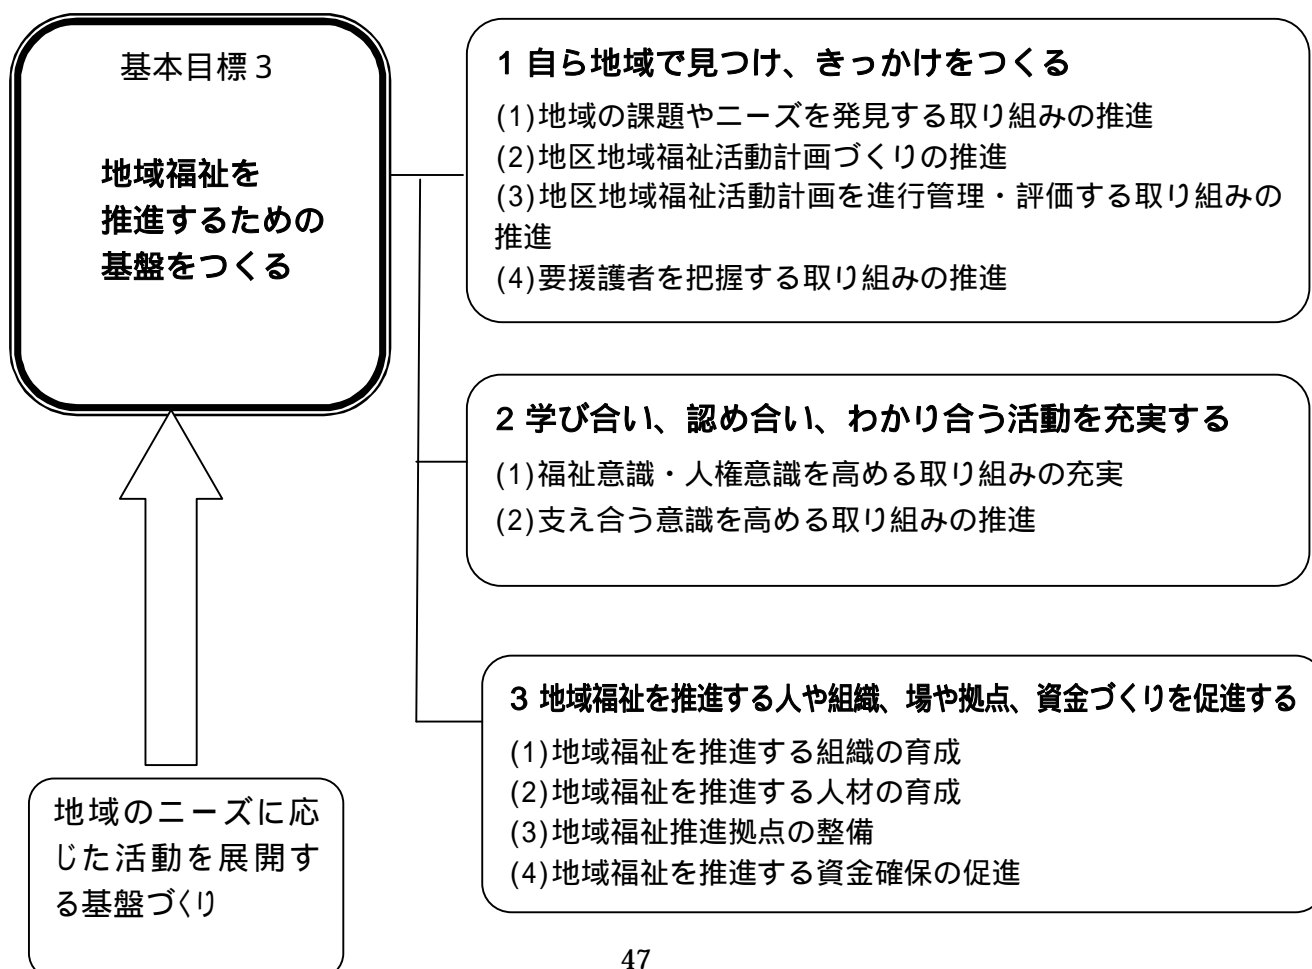 基本目標３
地域福祉を
推進するための
基盤をつくる
1 自ら地域で見つけ、きっかけをつくる
(1)地域の課題やニーズを発見する取り組みの推進
(2)地区地域福祉活動計画づくりの推進
(3)地区地域福祉活動計画を進行管理・評価する取り組みの
推進
(4)要援護者を把握する取り組みの推進
2 学び合い、認め合い、わかり合う活動を充実する
(1)福祉意識・人権意識を高める取り組みの充実
(2)支え合う意識を高める取り組みの推進
3 地域福祉を推進する人や組織、場や拠点、資金づくりを促進する
(1)地域福祉を推進する組織の育成
(2)地域福祉を推進する人材の育成
(3)地域福祉推進拠点の整備
(4)地域福祉を推進する資金確保の促進
地域のニーズに応
じた活動を展開す
る基盤づくり
47